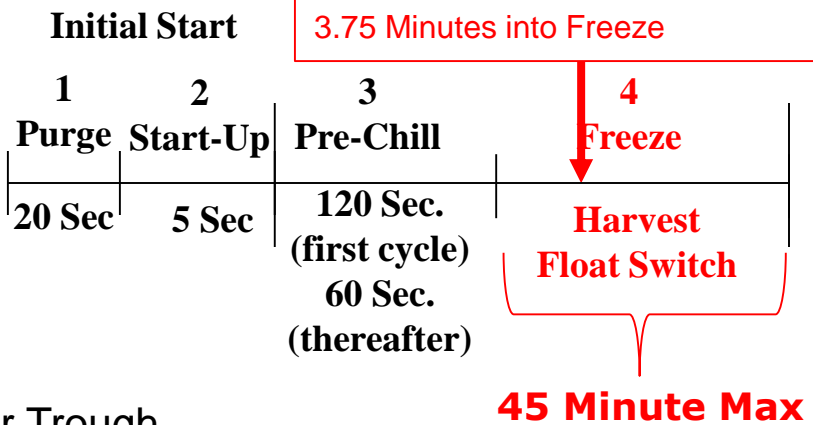 Initial Start
3.75 Minutes into Freeze
1 2 3 4
Purge Start-Up Pre-Chill Freeze
20 Sec 5 Sec 120 Sec.
(first cycle)
60 Sec.
(thereafter)
Harvest
Float Switch
45 Minute Max
r Trough